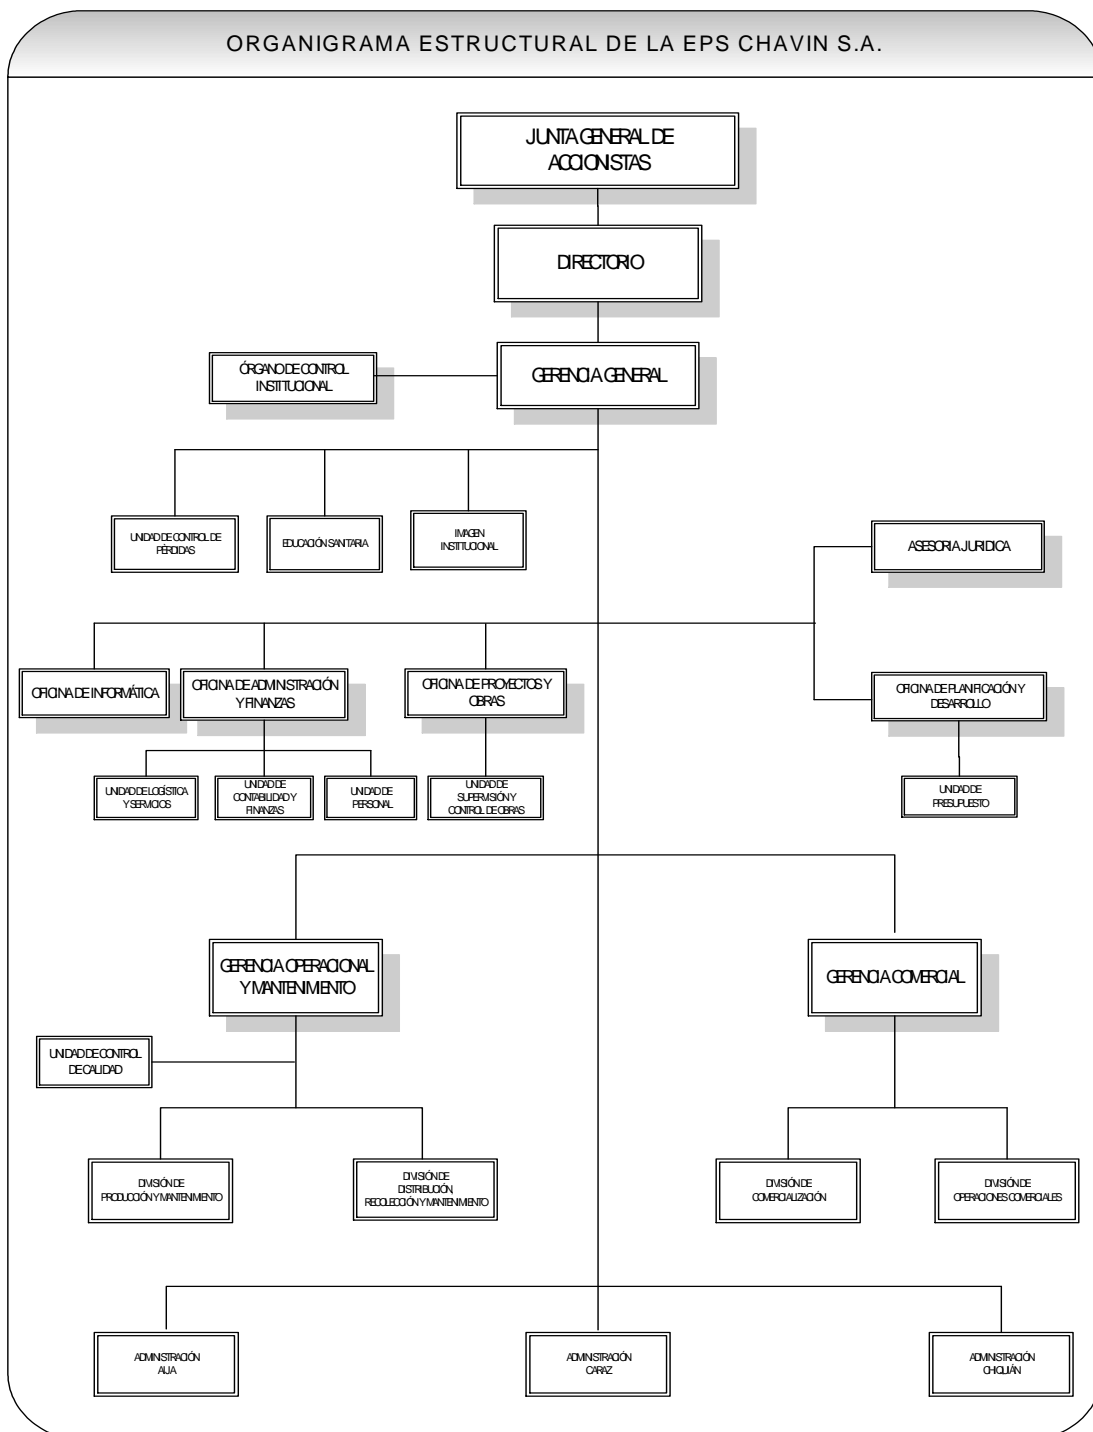 ORGANIGRAMA ESTRUCTURAL DE LA EPS CHAVIN S.A.
JUNTA GENERAL DE
ACCIONISTAS
DIRECTORIO
ÓRGANO DE CONTROL
INSTITUCIONAL
GERENCIA GENERAL
UNIDAD DE CONTROL DE
PÉRDIDAS
EDUCACIÓN SANITARIA
IMAGEN
INSTITUCIONAL
ASESORIA JURIDICA
OFICINA DE INFORMÁTICA
OFICINA DE ADMINISTRACIÓN
Y FINANZAS
OFICINA DE PROYECTOS Y
OBRAS
OFICINA DE PLANIFICACIÓN Y
DESARROLLO
UNIDAD DE LOGÍSTICA
Y SERVICIOS
UNIDAD DE
CONTABILIDAD Y
FINANZAS
UNIDAD DE
PERSONAL
UNIDAD DE
SUPERVISIÓN Y
CONTROL DE OBRAS
UNIDAD DE
PRESUPUESTO
GERENCIA OPERACIONAL
Y MANTENIMIENTO
GERENCIA COMERCIAL
UNIDAD DE CONTROL
DE CALIDAD
DIVISIÓN DE
PRODUCCIÓN Y MANTENIMIENTO
DIVISIÓN DE
DISTRIBUCIÓN,
RECOLECCIÓN Y MANTENIMIENTO
DIVISIÓN DE
COMERCIALIZACIÓN
DIVISIÓN DE
OPERACIONES COMERCIALES
ADMINISTRACIÓN
AIJA
ADMINISTRACIÓN
CARAZ
ADMINISTRACIÓN
CHIQUIÁN